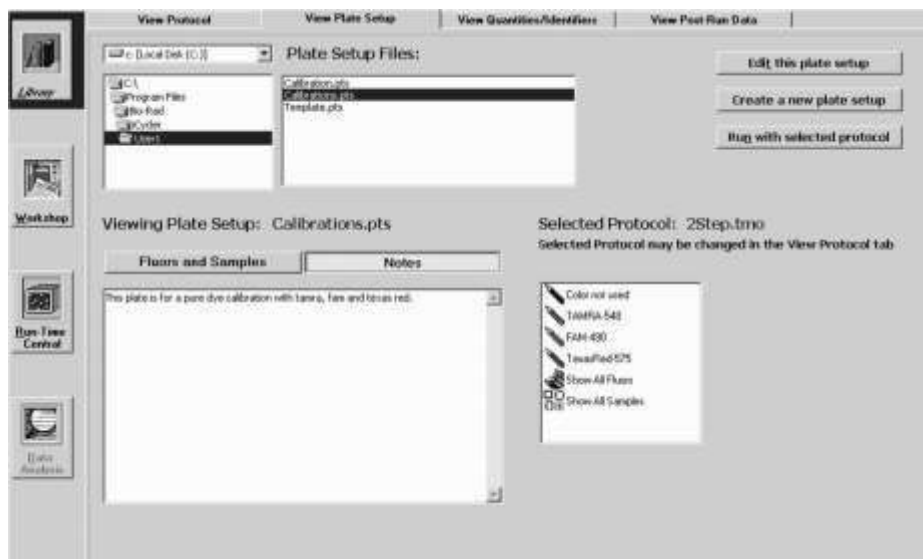 View Protocol
View Plate Setup
View Quantities/Identifiers
View Post Run Data
Library
Workshop
Run-Time
Central
Data
Analysis
c: [Local Disk (C:)]
Plate Setup Files:
C:\
Program Files
Bio-Rad
iCycler
Users
Calibration.pts
Calibrations.pts
Template.pts
Edit this plate setup
Create a new plate setup
Run with selected protocol
Viewing Plate Setup: Calibrations.pts
Fluors and Samples
Notes
This plate is for a pure dye calibration with tamra, fam and texas red.
Selected Protocol: 2Step.tmo
Selected Protocol may be changed in the View Protocol tab
Color not used
TAMRA-540
FAM-490
TexasRed-575
Show All Fluors
Show All Samples